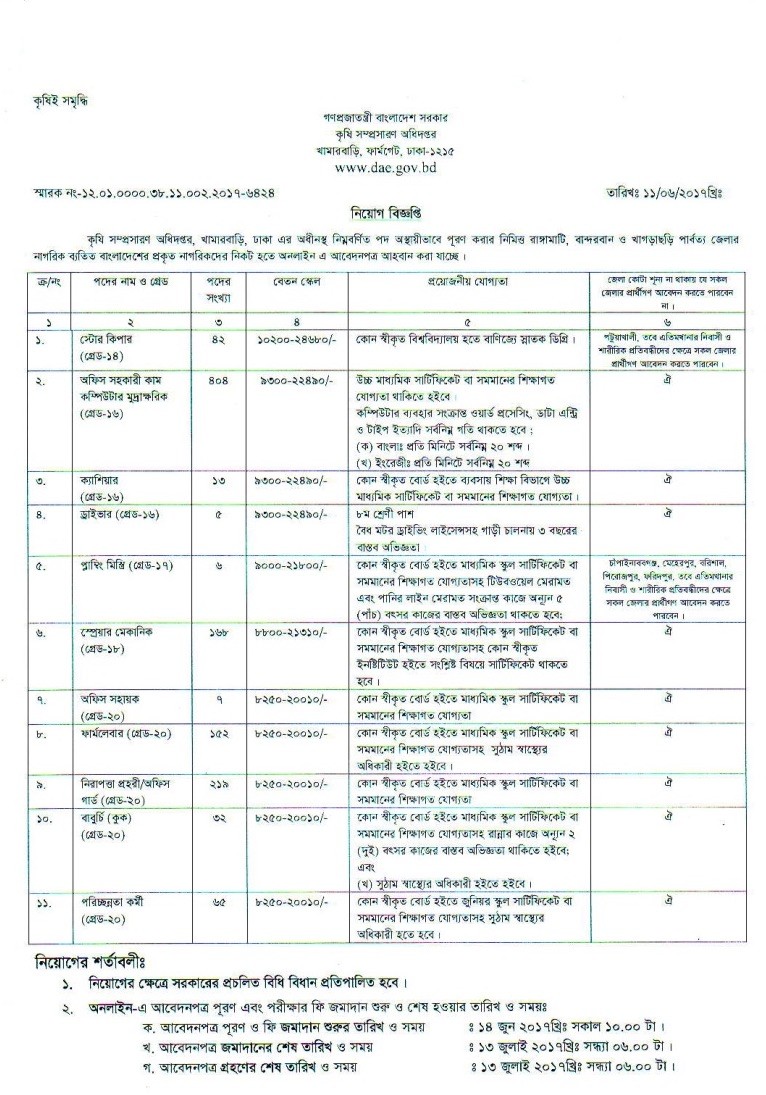 কৃষিই সমৃদ্ধি
গণপ্রজাতন্ত্রী বাংলাদেশ সরকার
কৃষি সম্প্রসারণ অধিদপ্তর
খামারবাড়ি, ফার্মগেট, ঢাকা-১২১৫
www.dae.gov.bd
স্মারক নং-১২.০১.০০০০.৩৮.১১.০০২.২০১৭-৬৪২৪ তারিখঃ ১১/০৬/২০১৭খ্রিঃ
নিয়োগ বিজ্ঞপ্তি
কৃষি সম্প্রসারণ অধিদপ্তর, খামারবাড়ি, ঢাকা এর অধীনস্থ নিম্নবর্ণিত পদ অস্থায়ীভাবে পূরণ করার নিমিত্ত রাঙ্গামাটি, বান্দরবান ও খাগড়াছড়ি পার্বত্য জেলার
নাগরিক ব্যতিত বাংলাদেশের প্রকৃত নাগরিকদের নিকট হতে অনলাইন এ আবেদনপত্র আহবান করা যাচ্ছে ।
ক্র/নং পদের নাম ও গ্রেড পদের সংখ্যা বেতন স্কেল প্রয়োজনীয় যোগ্যতা জেলা কোটা শূন্য না থাকায় যে সকল
জেলার প্রার্থীগণ আবেদন করতে পারবেন
না ।
১ ২ ৩ ৪ ৫ ৬
১. স্টোর কিপার ৪২ ১০২০০-২৪৬৮০/- কোন স্বীকৃত বিশ্ববিদ্যালয় হতে বাণিজ্যে স্নাতক ডিগ্রি । পটুয়াখালী, তবে এতিমখানার নিবাসী ও
(গ্রেড-১৪) শারীরিক প্রতিবন্ধীদের ক্ষেত্রে সকল জেলার
প্রার্থীগণ আবেদন করতে পারবেন ।
২. অফিস সহকারী কাম ৪০৪ ৯৩০০-২২৪৯০/- উচ্চ মাধ্যমিক সার্টিফিকেট বা সমমানের শিক্ষাগত ঐ
কম্পিউটার মুদ্রাক্ষরিক যোগ্যতা থাকিতে হইবে ।
(গ্রেড-১৬) কম্পিউটার ব্যবহার সংক্রান্ত ওয়ার্ড প্রসেসিং, ডাটা এন্ট্রি
ও টাইপ ইত্যাদি সর্বনিম্ন গতি থাকতে হবে ;
(ক) বাংলাঃ প্রতি মিনিটে সর্বনিম্ন ২০ শব্দ ।
(খ) ইংরেজীঃ প্রতি মিনিটে সর্বনিম্ন ২০ শব্দ
৩. ক্যাশিয়ার ১৩ ৯৩০০-২২৪৯০/- কোন স্বীকৃত বোর্ড হইতে ব্যবসায় শিক্ষা বিভাগে উচ্চ ঐ
(গ্রেড-১৬) মাধ্যমিক সার্টিফিকেট বা সমমানের শিক্ষাগত যোগ্যতা ।
৪. ড্রাইভার (গ্রেড-১৬) ৫ ৯৩০০-২২৪৯০/- ৮ম শ্রেণী পাশ ঐ
বৈধ মটর ড্রাইভিং লাইসেন্সসহ গাড়ী চালনায় ৩ বছরের
বাস্তব অভিজ্ঞতা
৫. প্লাম্বিং মিস্ত্রি (গ্রেড-১৭) ৬ ৯০০০-২১৮০০/- কোন স্বীকৃত বোর্ড হইতে মাধ্যমিক স্কুল সার্টিফিকেট বা চাঁপাইনাববগঞ্জ, মেহেরপুর, বরিশাল,
সমমানের শিক্ষাগত যোগ্যতাসহ টিউবওয়েল মেরামত পিরোজপুর, ফরিদপুর, তবে এতিমখানার
এবং পানির লাইন মেরামত সংক্রান্ত কাজে অন্যূন ৫ নিবাসী ও শারীরিক প্রতিবন্ধীদের ক্ষেত্রে
(পাঁচ) বৎসর কাজের বাস্তব অভিজ্ঞতা থাকতে হবে; সকল জেলার প্রার্থীগণ আবেদন করতে
পারবেন ।
৬. স্প্রেয়ার মেকানিক ১৬৮ ৮৮০০-২১৩১০/- কোন স্বীকৃত বোর্ড হইতে মাধ্যমিক স্কুল সার্টিফিকেট বা ঐ
(গ্রেড-১৮) সমমানের শিক্ষাগত যোগ্যতাসহ কোন স্বীকৃত
ইনষ্টিটিউট হইতে সংশ্লিষ্ট বিষয়ে সার্টিফিকেট থাকতে
হবে ।
৭. অফিস সহায়ক ৭ ৮২৫০-২০০১০/- কোন স্বীকৃত বোর্ড হইতে মাধ্যমিক স্কুল সার্টিফিকেট বা ঐ
(গ্রেড-২০) সমমানের শিক্ষাগত যোগ্যতা
৮. ফার্মলেবার (গ্রেড-২০) ১৫২ ৮২৫০-২০০১০/- কোন স্বীকৃত বোর্ড হইতে মাধ্যমিক স্কুল সার্টিফিকেট বা ঐ
সমমানের শিক্ষাগত যোগ্যতাসহ সুঠাম স্বাস্থ্যের
অধিকারী হইতে হইবে ।
৯. নিরাপত্তা প্রহরী/অফিস ২১৯ ৮২৫০-২০০১০/- কোন স্বীকৃত বোর্ড হইতে মাধ্যমিক স্কুল সার্টিফিকেট বা ঐ
গার্ড (গ্রেড-২০) সমমানের শিক্ষাগত যোগ্যতা
১০. বাবুর্চি (কুক) ৩২ ৮২৫০-২০০১০/- কোন স্বীকৃত বোর্ড হইতে মাধ্যমিক স্কুল সার্টিফিকেট বা ঐ
(গ্রেড-২০) সমমানের শিক্ষাগত যোগ্যতাসহ রান্নার কাজে অন্যূন ২
(দুই) বৎসর কাজের বাস্তব অভিজ্ঞতা থাকিতে হইবে;
এবং
(খ) সুঠাম স্বাস্থ্যের অধিকারী হইতে হইবে ।
১১. পরিচ্ছন্নতা কর্মী ৬৫ ৮২৫০-২০০১০/- কোন স্বীকৃত বোর্ড হইতে জুনিয়র স্কুল সার্টিফিকেট বা ঐ
(গ্রেড-২০) সমমানের শিক্ষাগত যোগ্যতাসহ সুঠাম স্বাস্থ্যের
অধিকারী হতে হবে ।
নিয়োগের শর্তাবলীঃ
১. নিয়োগের ক্ষেত্রে সরকারের প্রচলিত বিধি বিধান প্রতিপালিত হবে ।
২. অনলাইন-এ আবেদনপত্র পূরণ এবং পরীক্ষার ফি জমাদান শুরু ও শেষ হওয়ার তারিখ ও সময়ঃ
ক. আবেদনপত্র পূরণ ও ফি জমাদান শুরুর তারিখ ও সময় ঃ ১৪ জুন ২০১৭খ্রিঃ সকাল ১০.০০ টা ।
খ. আবেদনপত্র জমাদানের শেষ তারিখ ও সময় ঃ ১৩ জুলাই ২০১৭খ্রিঃ সন্ধ্যা ০৬.০০ টা ।
গ. আবেদনপত্র গ্রহণের শেষ তারিখ ও সময় ঃ ১৩ জুলাই ২০১৭খ্রিঃ সন্ধ্যা ০৬.০০ টা ।